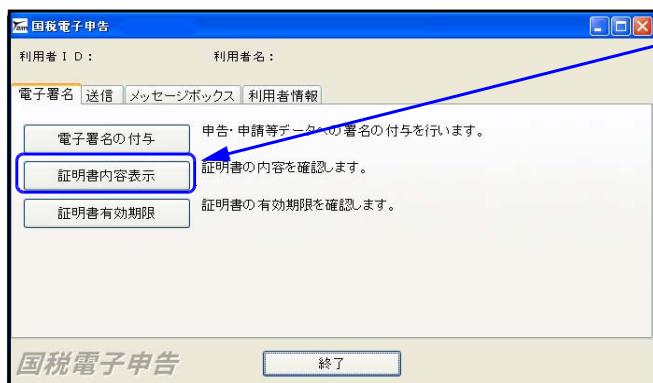 Tam 国税電子申告
利用者ID： 利用者名：
電子署名 送信 メッセージボックス 利用者情報
電子署名の付与 申告・申請等データへの署名の付与を行います。
証明書内容表示 証明書の内容を確認します。
証明書有効期限 証明書の有効期限を確認します。
国税電子申告 終了